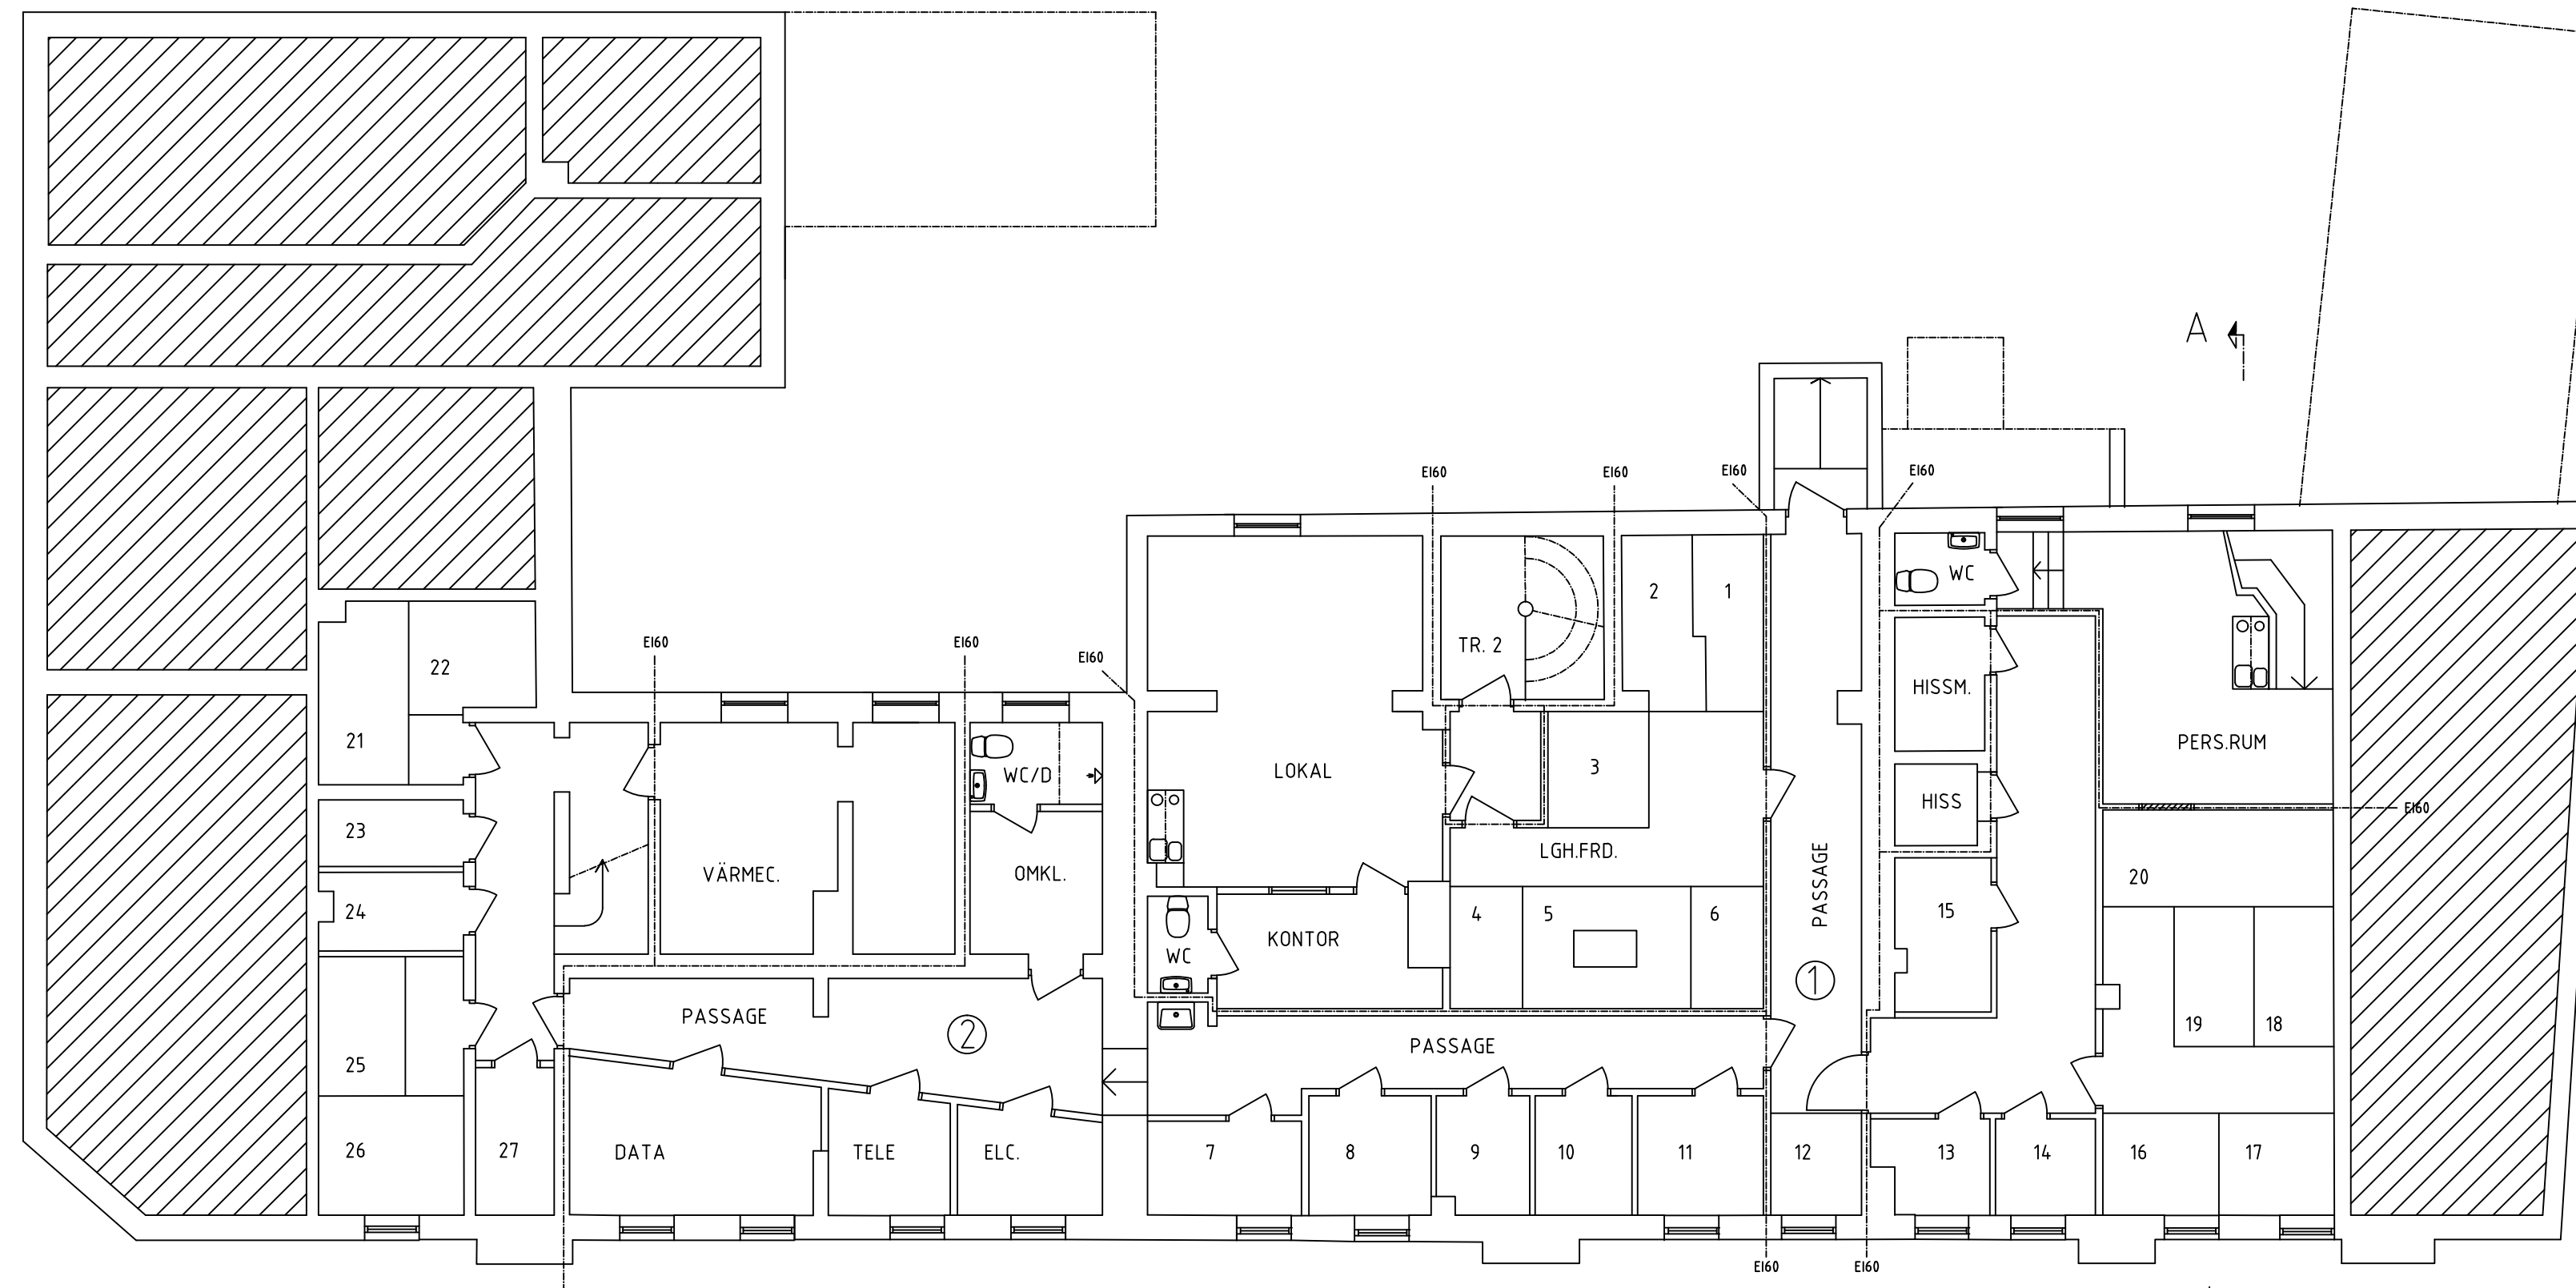 A
EI60
EI60
EI60
EI60
WC
2
1
EI60
EI60
EI60
TR. 2
22
HISSM.
21
PERS.RUM
WC/D
LOKAL
3
HISS
EI60
23
LGH.FRD.
PASSAGE
VÄRMEC.
OMKL.
20
24
4
5
6
15
KONTOR
WC
1
PASSAGE
2
19
18
PASSAGE
25
26
27
DATA
TELE
ELC.
7
8
9
10
11
12
13
14
16
17
EI60
EI60